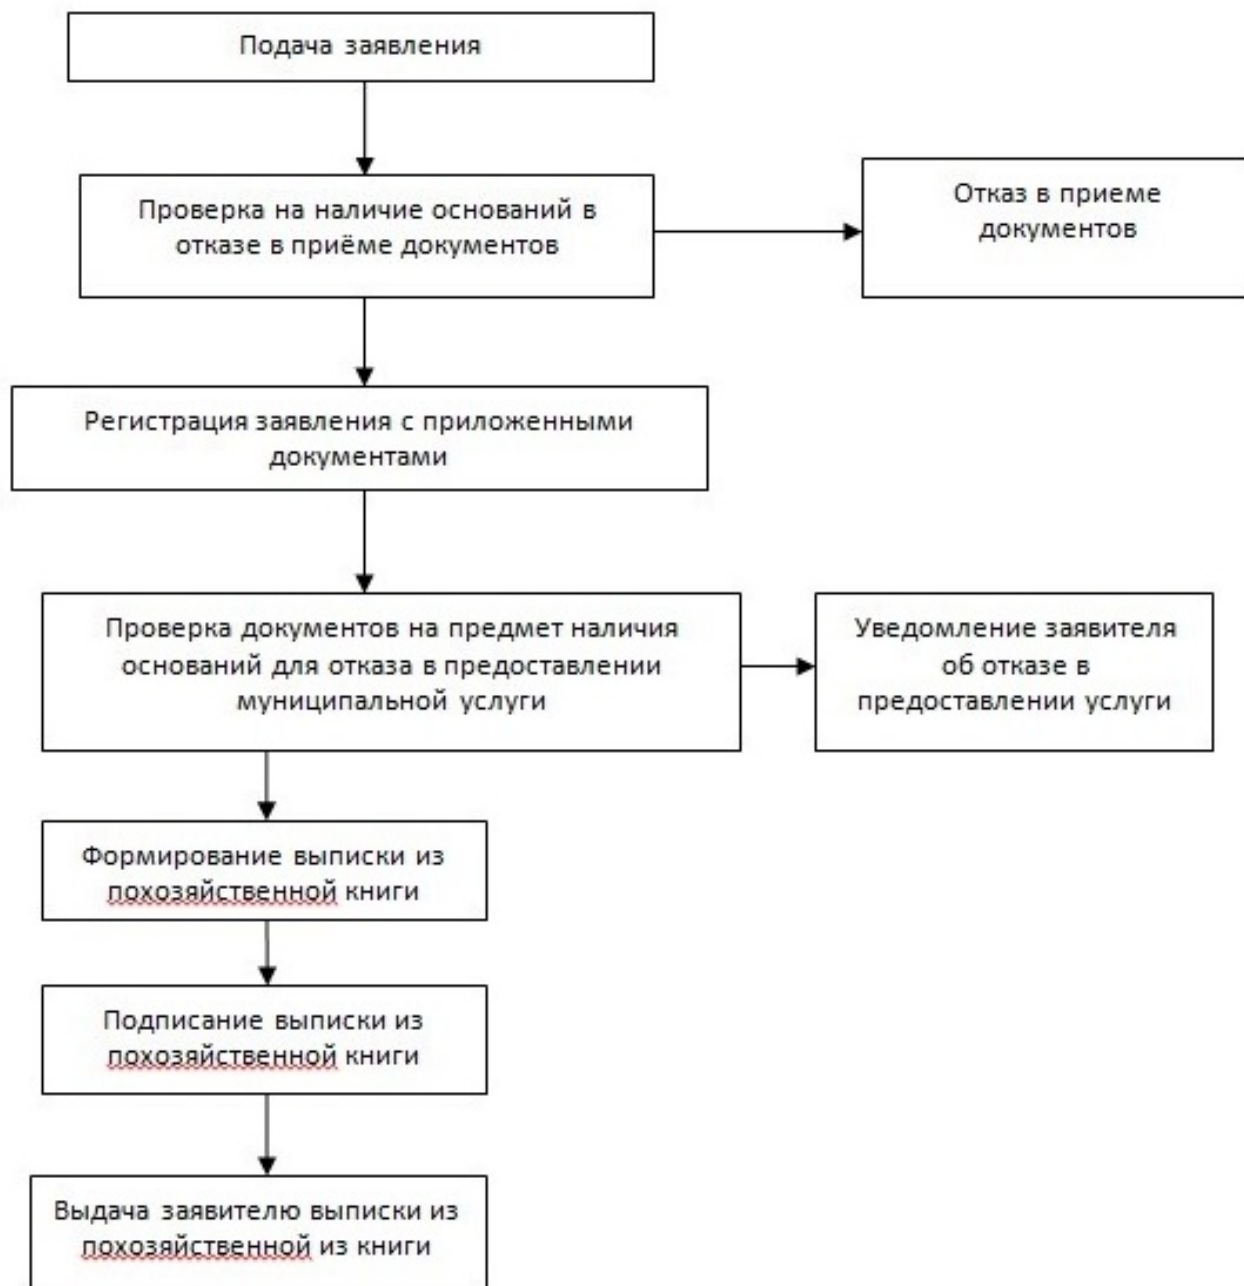 Подача заявления
Проверка на наличие оснований в
отказе в приёме документов
Отказ в приеме
документов
Регистрация заявления с приложенными
документами
Проверка документов на предмет наличия
оснований для отказа в предоставлении
муниципальной услуги
Уведомление заявителя
об отказе в
предоставлении услуги
Формирование выписки из
похозяйственной книги
Подписание выписки из
похозяйственной книги
Выдача заявителю выписки из
похозяйственной из книги